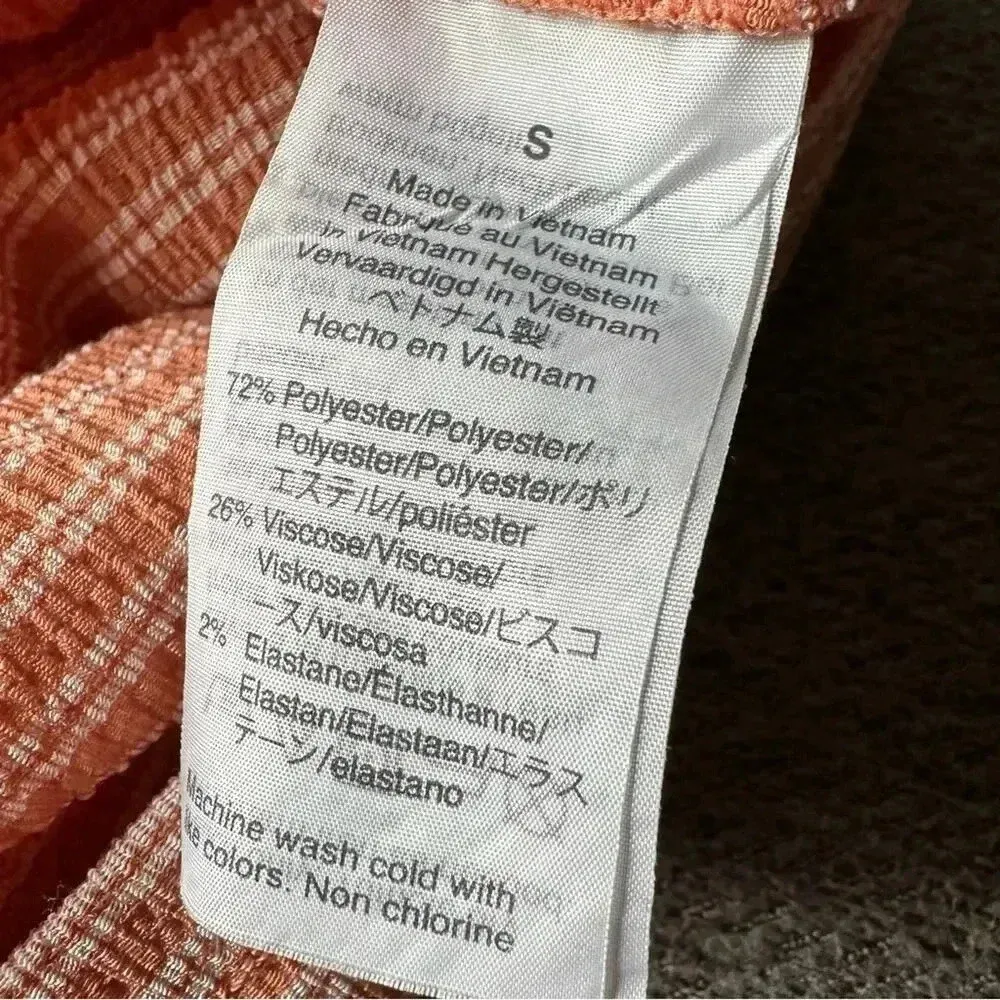 S
Made in Vietnam
Fabriqué au Vietnam
in Vietnam Hergestellt
Vervaardigd in Viëtnam
ベトナム製
Hecho en Vietnam
72% Polyester/Polyester/
Polyester/Polyester/ポリ
エステル/poliéster
26% Viscose/Viscose/
Viskose/Viscose/ビスコ
ース/viscosa
2% Elastane/Élasthanne/
Elastan/Elastaan/エラス
テーン/elastano
Machine wash cold with
colors. Non chlorine